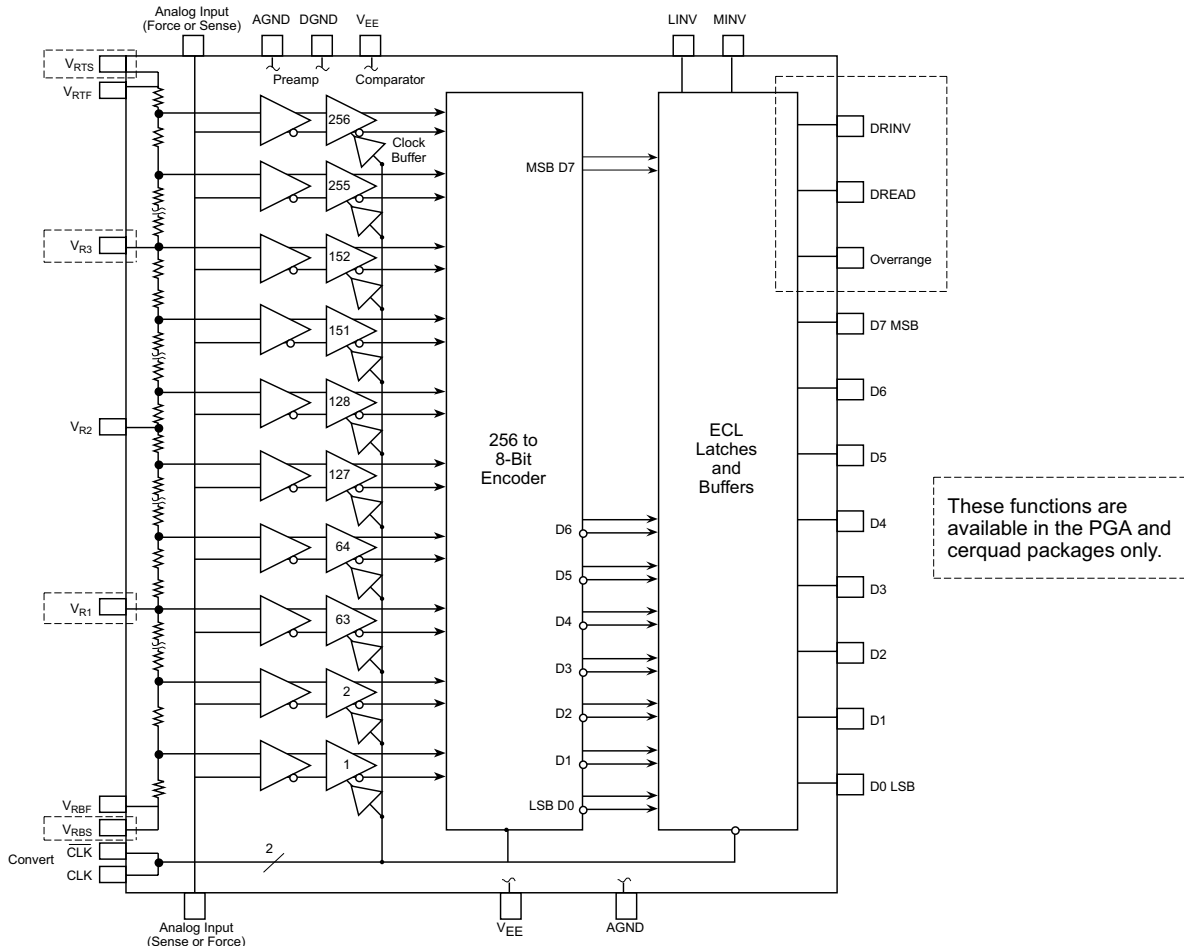 Analog Input
(Force or Sense)
AGND
DGND
VEE
LINV
MINV
VRTS
VRTF
Preamp
Comparator
256
Clock
Buffer
255
VR3
152
151
128
VR2
127
64
VR1
63
2
1
VRBF
VRBS
Convert
CLK
CLK
2
256 to
8-Bit
Encoder
MSB D7
D6
D5
D4
D3
D2
D1
LSB D0
ECL
Latches
and
Buffers
DRINV
DREAD
Overrange
D7 MSB
D6
D5
D4
D3
D2
D1
D0 LSB
These functions are
available in the PGA and
cerquad packages only.
Analog Input
(Sense or Force)
VEE
AGND